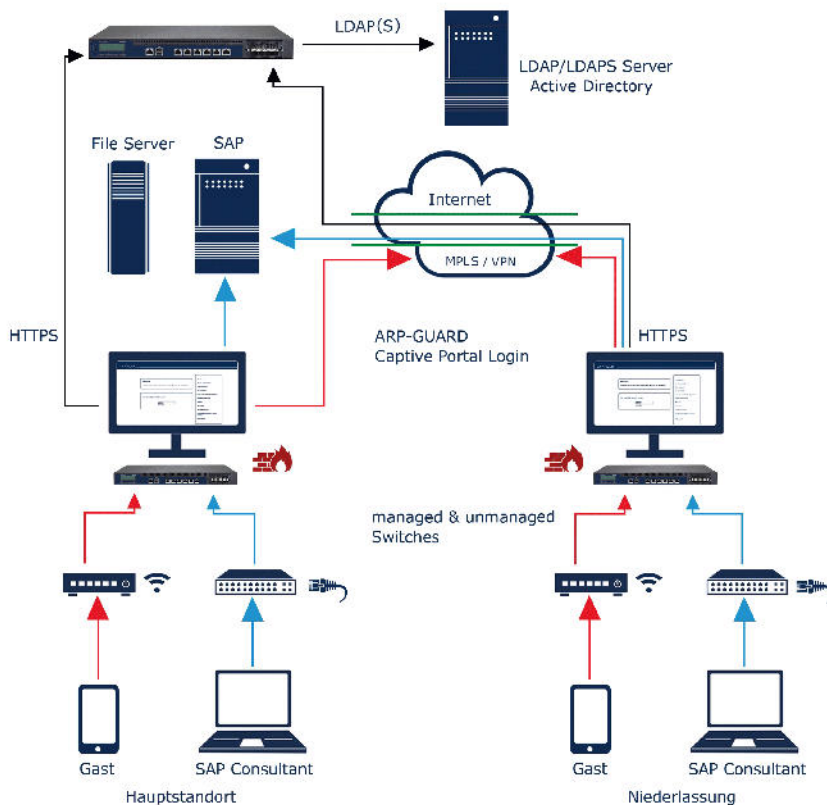 LDAP(S)
LDAP/LDAPS Server
Active Directory
File Server
SAP
Internet
MPLS / VPN
HTTPS
ARP-GUARD
Captive Portal Login
HTTPS
managed & unmanaged
Switches
Gast
SAP Consultant
Gast
SAP Consultant
Hauptstandort
Niederlassung